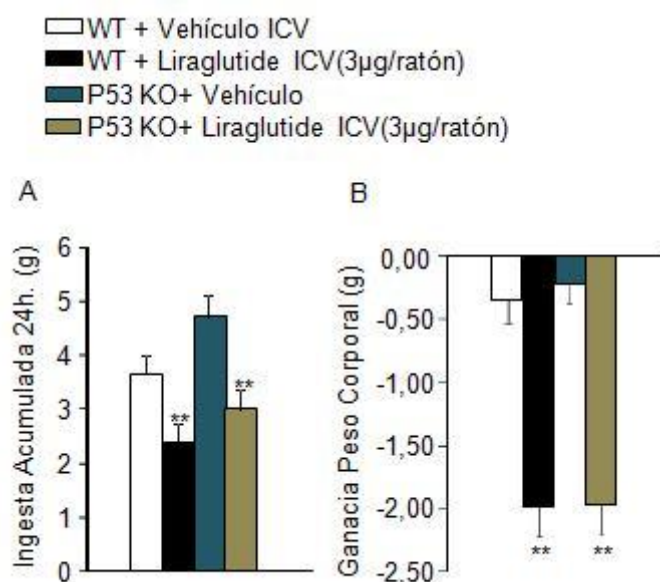 WT + Vehículo ICV
WT + Liraglutide ICV(3µg/ratón)
P53 KO+ Vehículo
P53 KO+ Liraglutide ICV(3µg/ratón)
A
Ingesta Acumulada 24h. (g)
6
5
4
3
2
1
0
**
**
B
Ganacia Peso Corporal (g)
0,00
-0,50
-1,00
-1,50
-2,00
-2,50
**
**